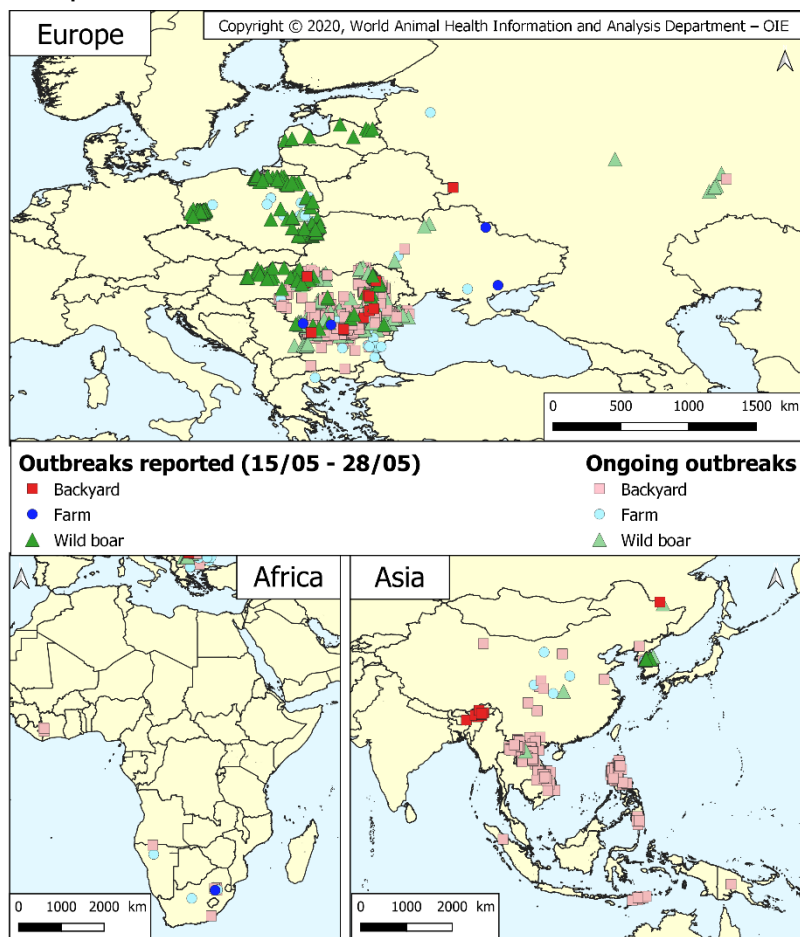 Europe
Copyright © 2020, World Animal Health Information and Analysis Department – OIE
0 500 1000 1500 km
Outbreaks reported (15/05 - 28/05)
Backyard
Farm
Wild boar
Ongoing outbreaks
Backyard
Farm
Wild boar
Africa
0 1000 2000 km
Asia
0 1000 2000 km